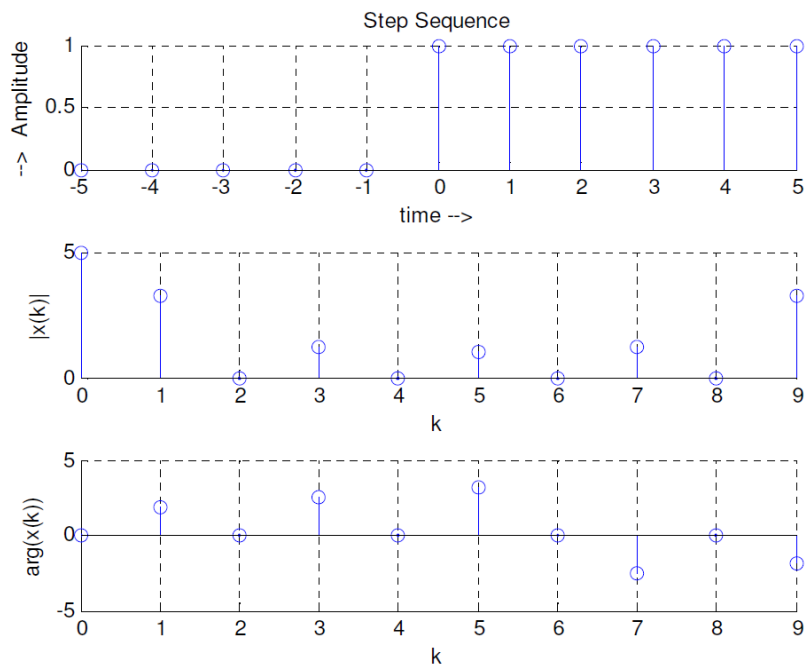 Step Sequence
--> Amplitude
1
0.5
0
-5 -4 -3 -2 -1 0 1 2 3 4 5
time -->
|x(k)|
5
0
0 1 2 3 4 5 6 7 8 9
k
arg(x(k))
5
0
-5
0 1 2 3 4 5 6 7 8 9
k